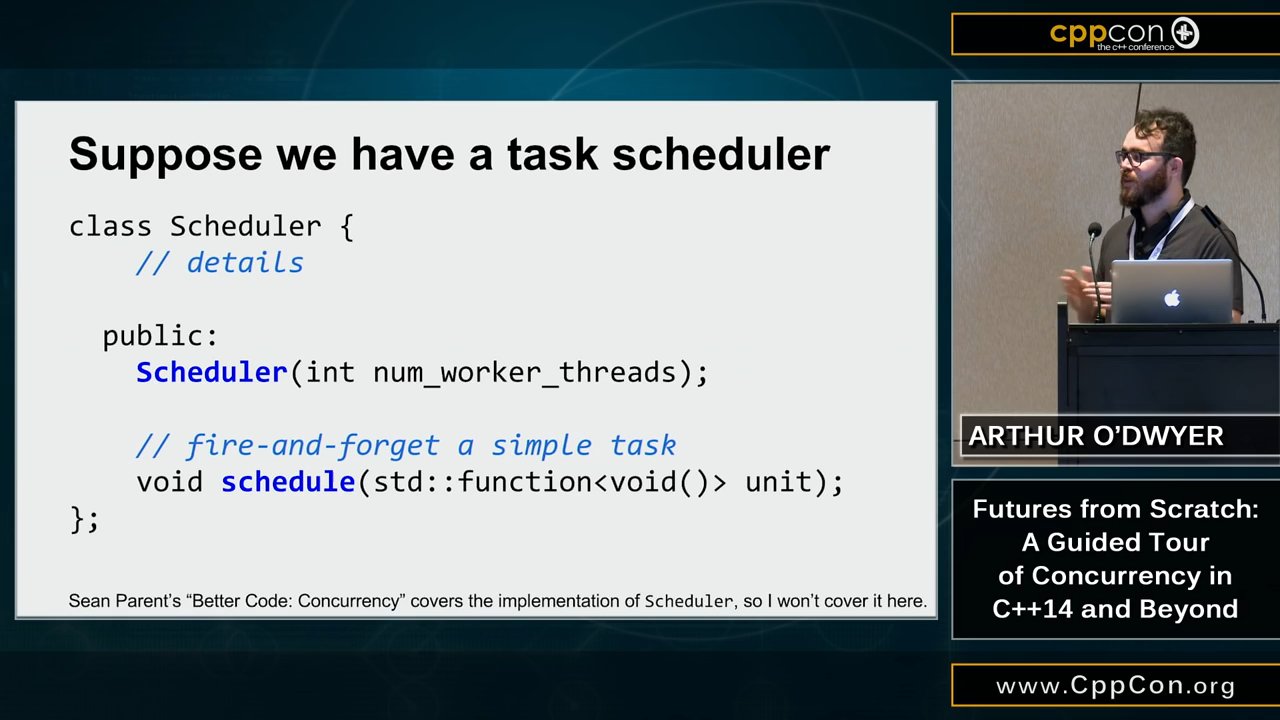 Suppose we have a task scheduler
class Scheduler {
// details
public:
Scheduler(int num_worker_threads);
// fire-and-forget a simple task
void schedule(std::function<void()> unit);
};
Sean Parent's “Better Code: Concurrency” covers the implementation of Scheduler, so I won't cover it here.
cppcon
the c++ conference
ARTHUR O'DWYER
Futures from Scratch:
A Guided Tour
of Concurrency in
C++14 and Beyond
www.CppCon.org